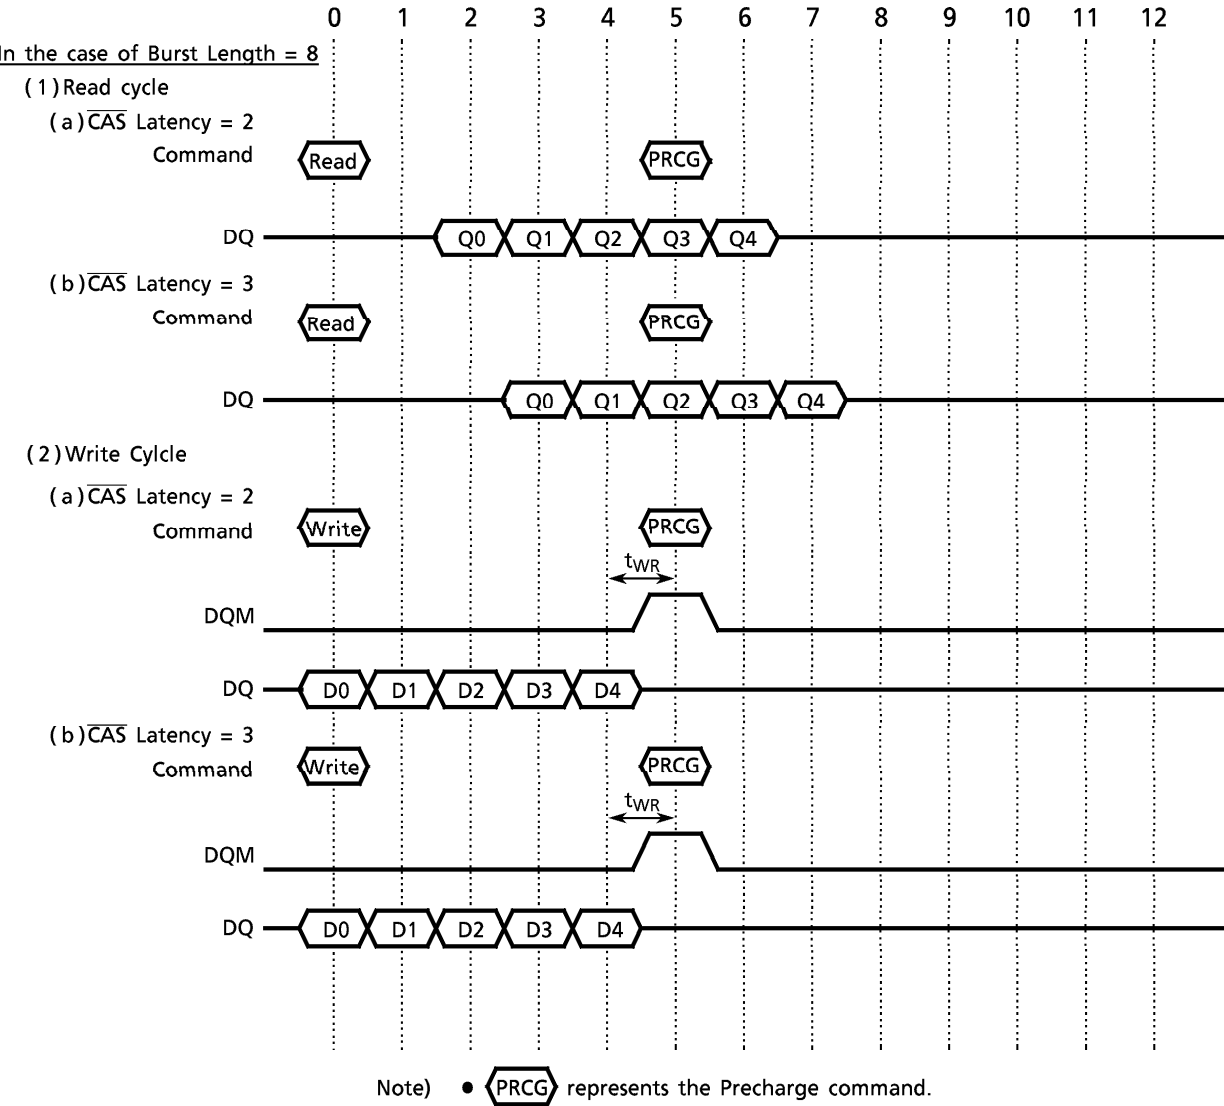 0 1 2 3 4 5 6 7 8 9 10 11 12
In the case of Burst Length = 8
(1) Read cycle
(a) CAS Latency = 2
Command Read PRCG
DQ Q0 Q1 Q2 Q3 Q4
(b) CAS Latency = 3
Command Read PRCG
DQ Q0 Q1 Q2 Q3 Q4
(2) Write Cylcle
(a) CAS Latency = 2
Command Write PRCG
tWR
DQM
DQ D0 D1 D2 D3 D4
(b) CAS Latency = 3
Command Write PRCG
tWR
DQM
DQ D0 D1 D2 D3 D4
Note) ● PRCG represents the Precharge command.